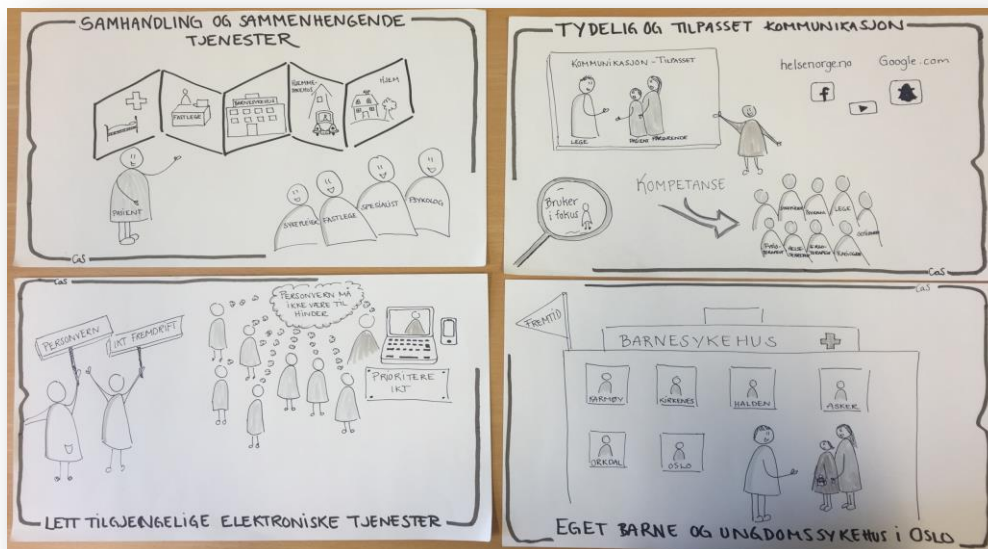 SAMHANDLING OG SAMMENHENGENDE
TJENESTER
FASTLEGE
BARNESYKEHUS
HJEMME-
SYKEHUS
HJEM
PASIENT
SYKEPLEIER
FASTLEGE
SPESIALIST
PSYKOLOG
CaS
TYDELIG OG TILPASSET KOMMUNIKASJON
KOMMUNIKASJON - TILPASSET
LEGE
PASIENT
PÅRØRENDE
helsenorge.no
Google.com
f
Bruker
i fokus
KOMPETANSE
LEGE
CaS
CaS
PERSONVERN
IKT FREMDRIFT
PERSONVERN MÅ
IKKE VÆRE TIL
HINDER
PRIORITERE
IKT
LETT TILGJENGELIGE ELEKTRONISKE TJENESTER
CaS
FREMTID
BARNESYKEHUS
KARMØY
KIRKENES
HALDEN
ASKER
ORKDAL
OSLO
EGET BARNE OG UNGDOMSSYKEHUS i OSLO